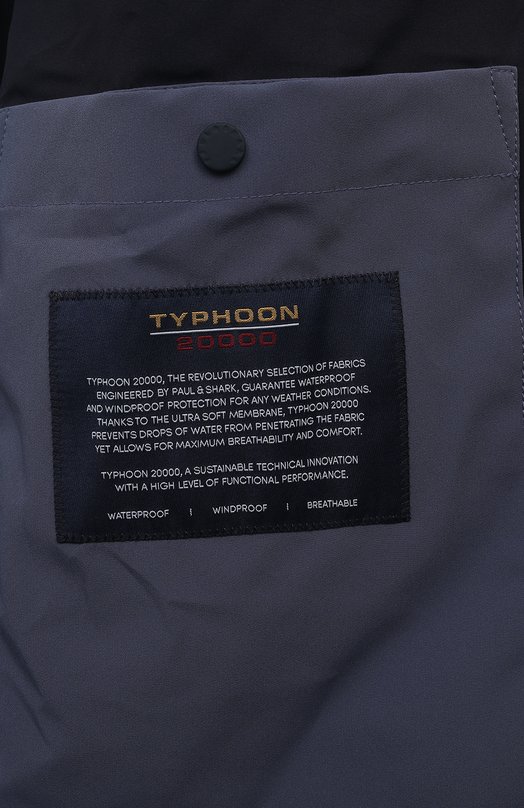 TYPHOON
20000
TYPHOON 20000, THE REVOLUTIONARY SELECTION OF FABRICS
ENGINEERED BY PAUL & SHARK, GUARANTEE WATERPROOF
AND WINDPROOF PROTECTION FOR ANY WEATHER CONDITIONS.
THANKS TO THE ULTRA SOFT MEMBRANE, TYPHOON 20000
PREVENTS DROPS OF WATER FROM PENETRATING THE FABRIC
YET ALLOWS FOR MAXIMUM BREATHABILITY AND COMFORT.
TYPHOON 20000, A SUSTAINABLE TECHNICAL INNOVATION
WITH A HIGH LEVEL OF FUNCTIONAL PERFORMANCE.
WATERPROOF | WINDPROOF | BREATHABLE